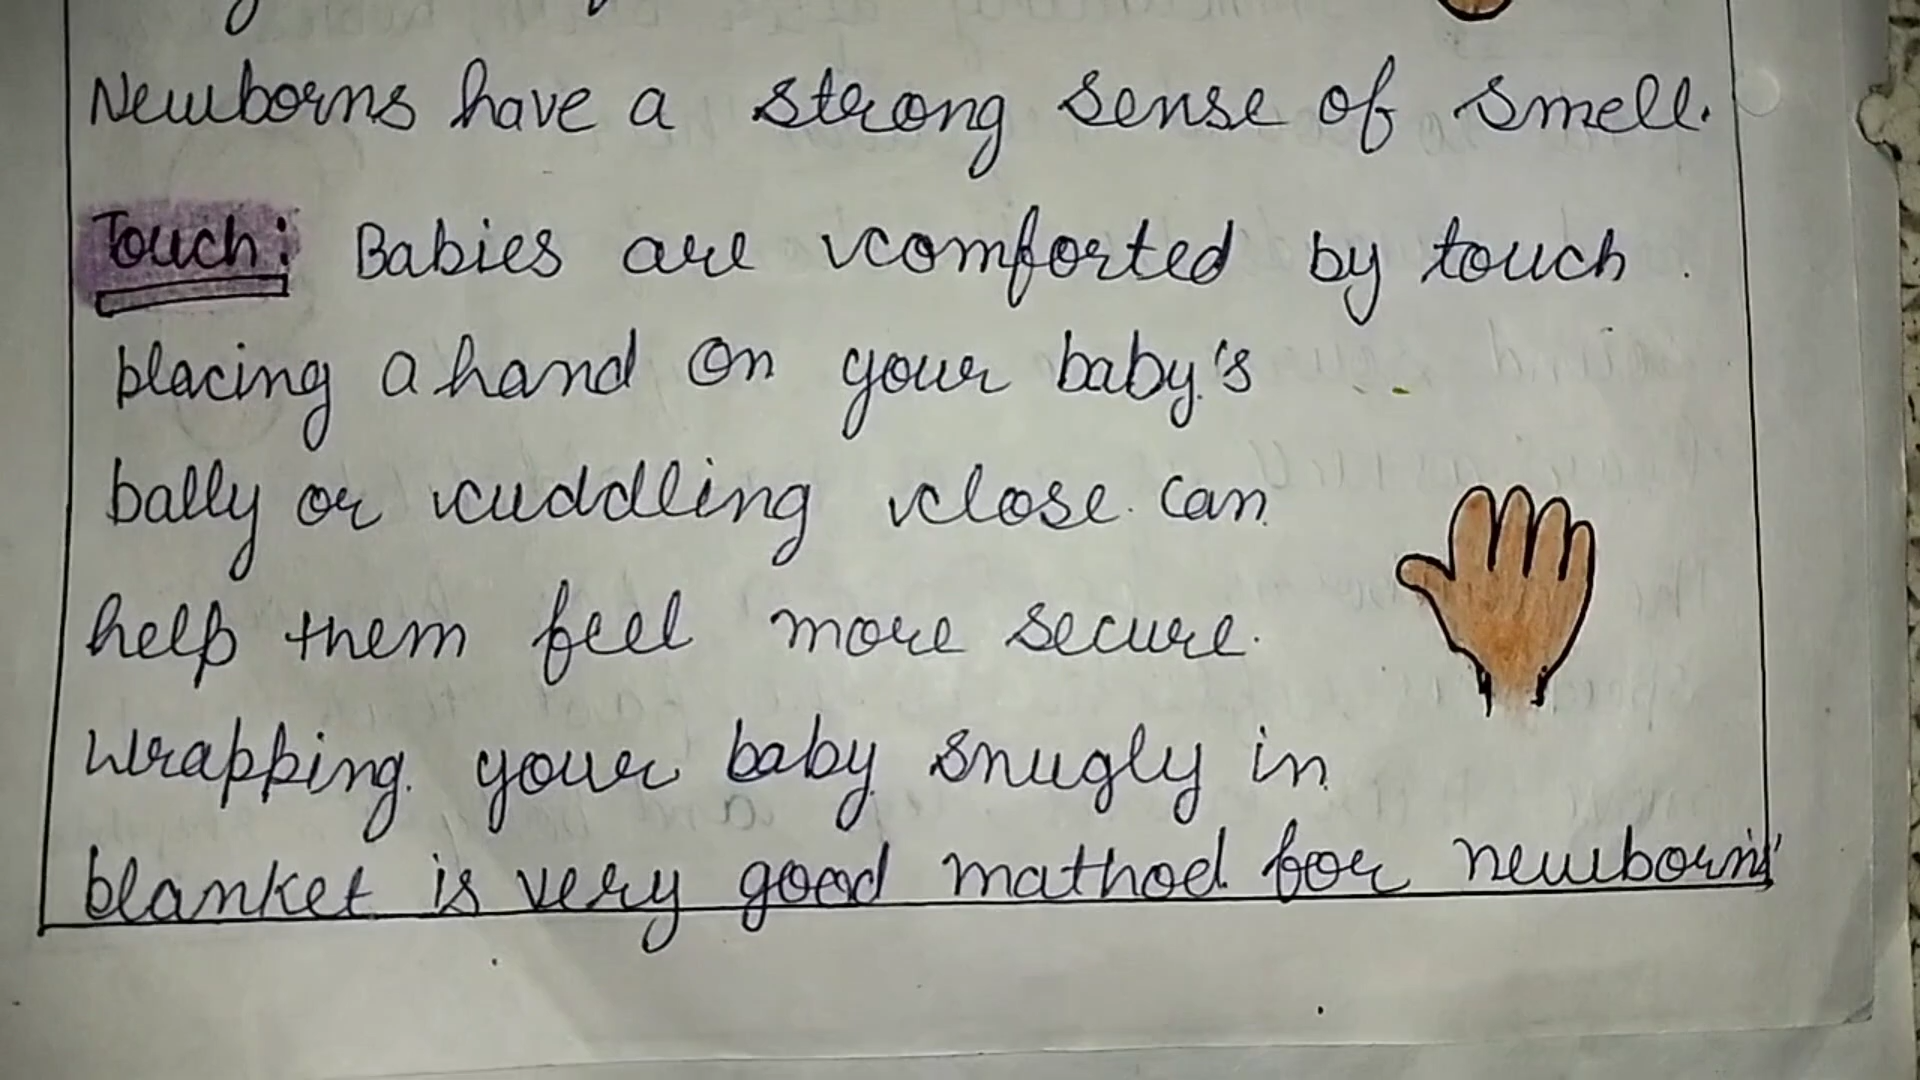 Newborns have a strong sense of smell.
Touch: Babies are comforted by touch.
placing a hand on your baby's
bally or cuddling close can
help them feel more secure.
Wrapping your baby snugly in
blanket is very good mathod for newborns'